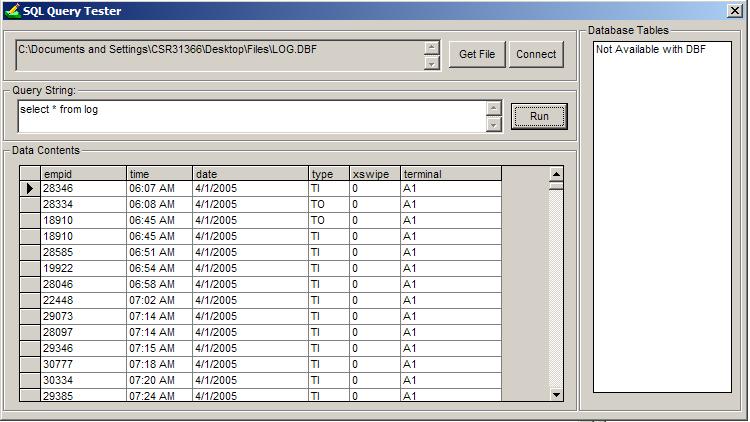 SQL Query Tester
C:\Documents and Settings\CSR31366\Desktop\Files\LOG.DBF
Get File
Connect
Query String:
select * from log
Run
Data Contents
empid time date type xswipe terminal
28346 06:07 AM 4/1/2005 TI 0 A1
28334 06:08 AM 4/1/2005 TO 0 A1
18910 06:45 AM 4/1/2005 TO 0 A1
18910 06:45 AM 4/1/2005 TI 0 A1
28585 06:51 AM 4/1/2005 TI 0 A1
19922 06:54 AM 4/1/2005 TI 0 A1
28046 06:58 AM 4/1/2005 TI 0 A1
22448 07:02 AM 4/1/2005 TI 0 A1
29073 07:14 AM 4/1/2005 TI 0 A1
28097 07:14 AM 4/1/2005 TI 0 A1
29346 07:15 AM 4/1/2005 TI 0 A1
30777 07:18 AM 4/1/2005 TI 0 A1
30334 07:20 AM 4/1/2005 TI 0 A1
29385 07:24 AM 4/1/2005 TI 0 A1
Database Tables
Not Available with DBF